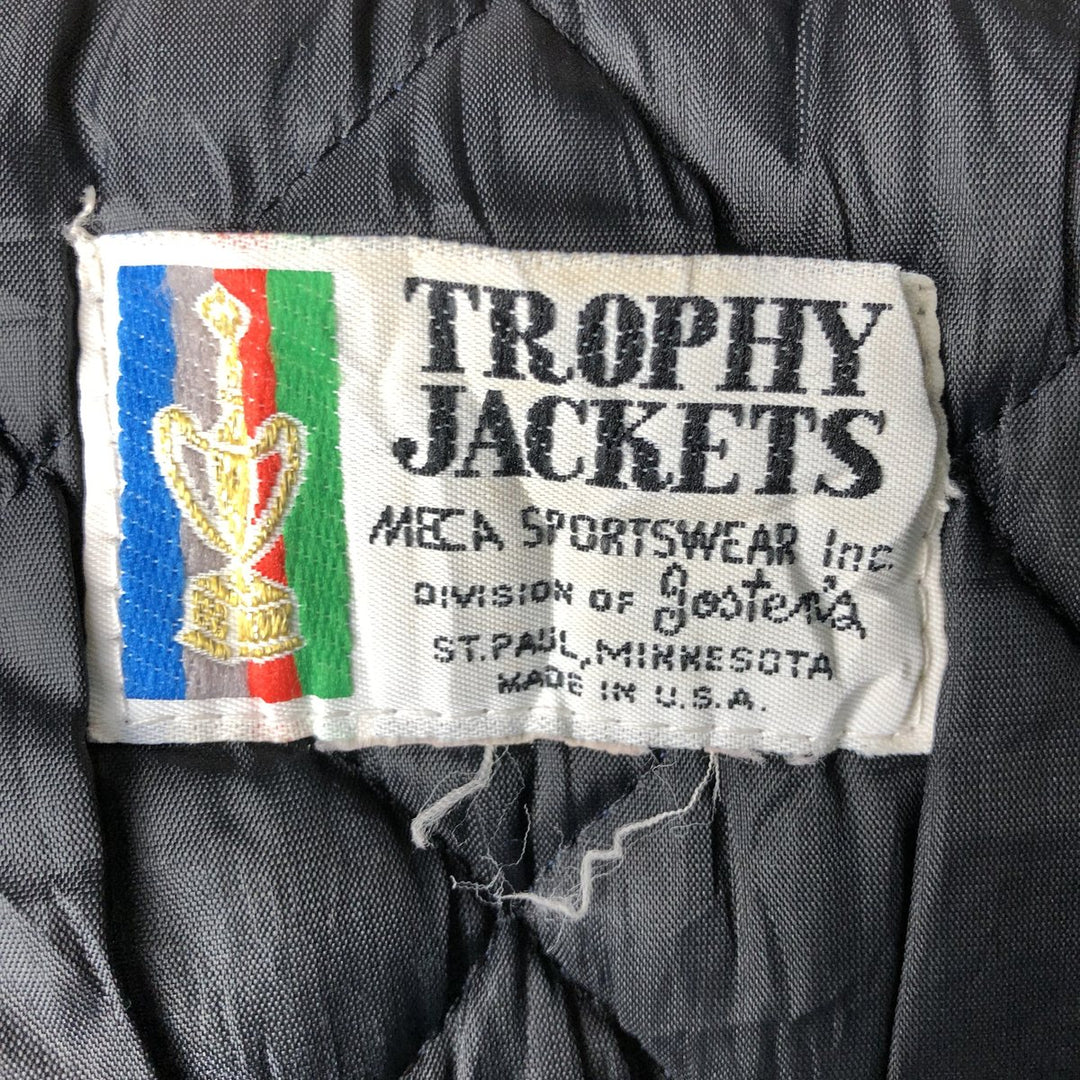 TROPHY
JACKETS
MECA SPORTSWEAR Inc
DIVISION OF Josten's
ST. PAUL, MINNESOTA
MADE IN U.S.A.